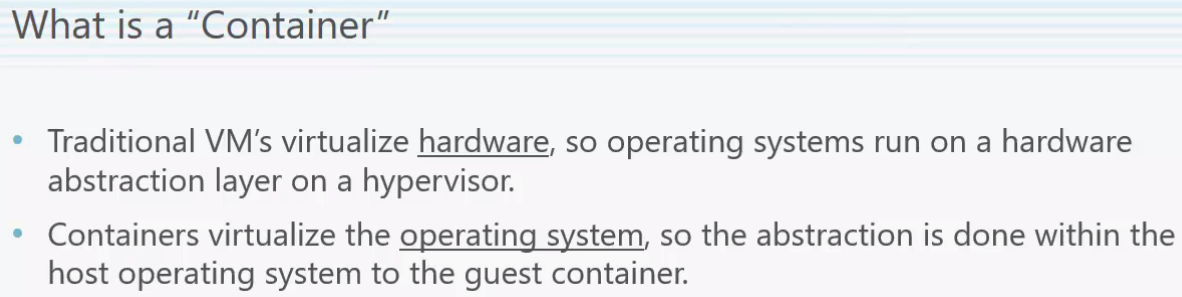 What is a “Container”
• Traditional VM’s virtualize hardware, so operating systems run on a hardware
abstraction layer on a hypervisor.
• Containers virtualize the operating system, so the abstraction is done within the
host operating system to the guest container.